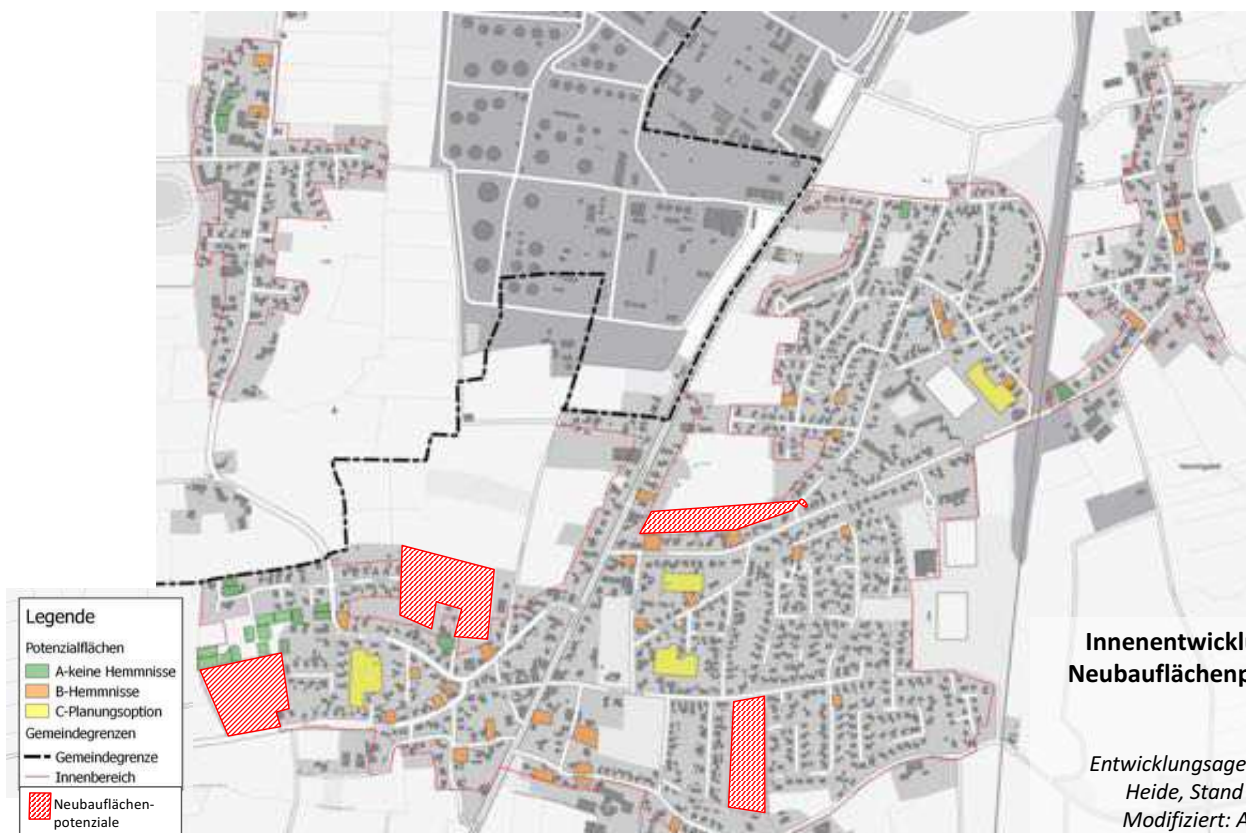 Legende
Potenzialflächen
A-keine Hemmnisse
B-Hemmnisse
C-Planungsoption
Gemeindegrenzen
Gemeindegrenze
Innenbereich
Neubauflächen-
potenziale
Innenentwickl
Neubauflächenp
Entwicklungsage
Heide, Stand
Modifiziert: A